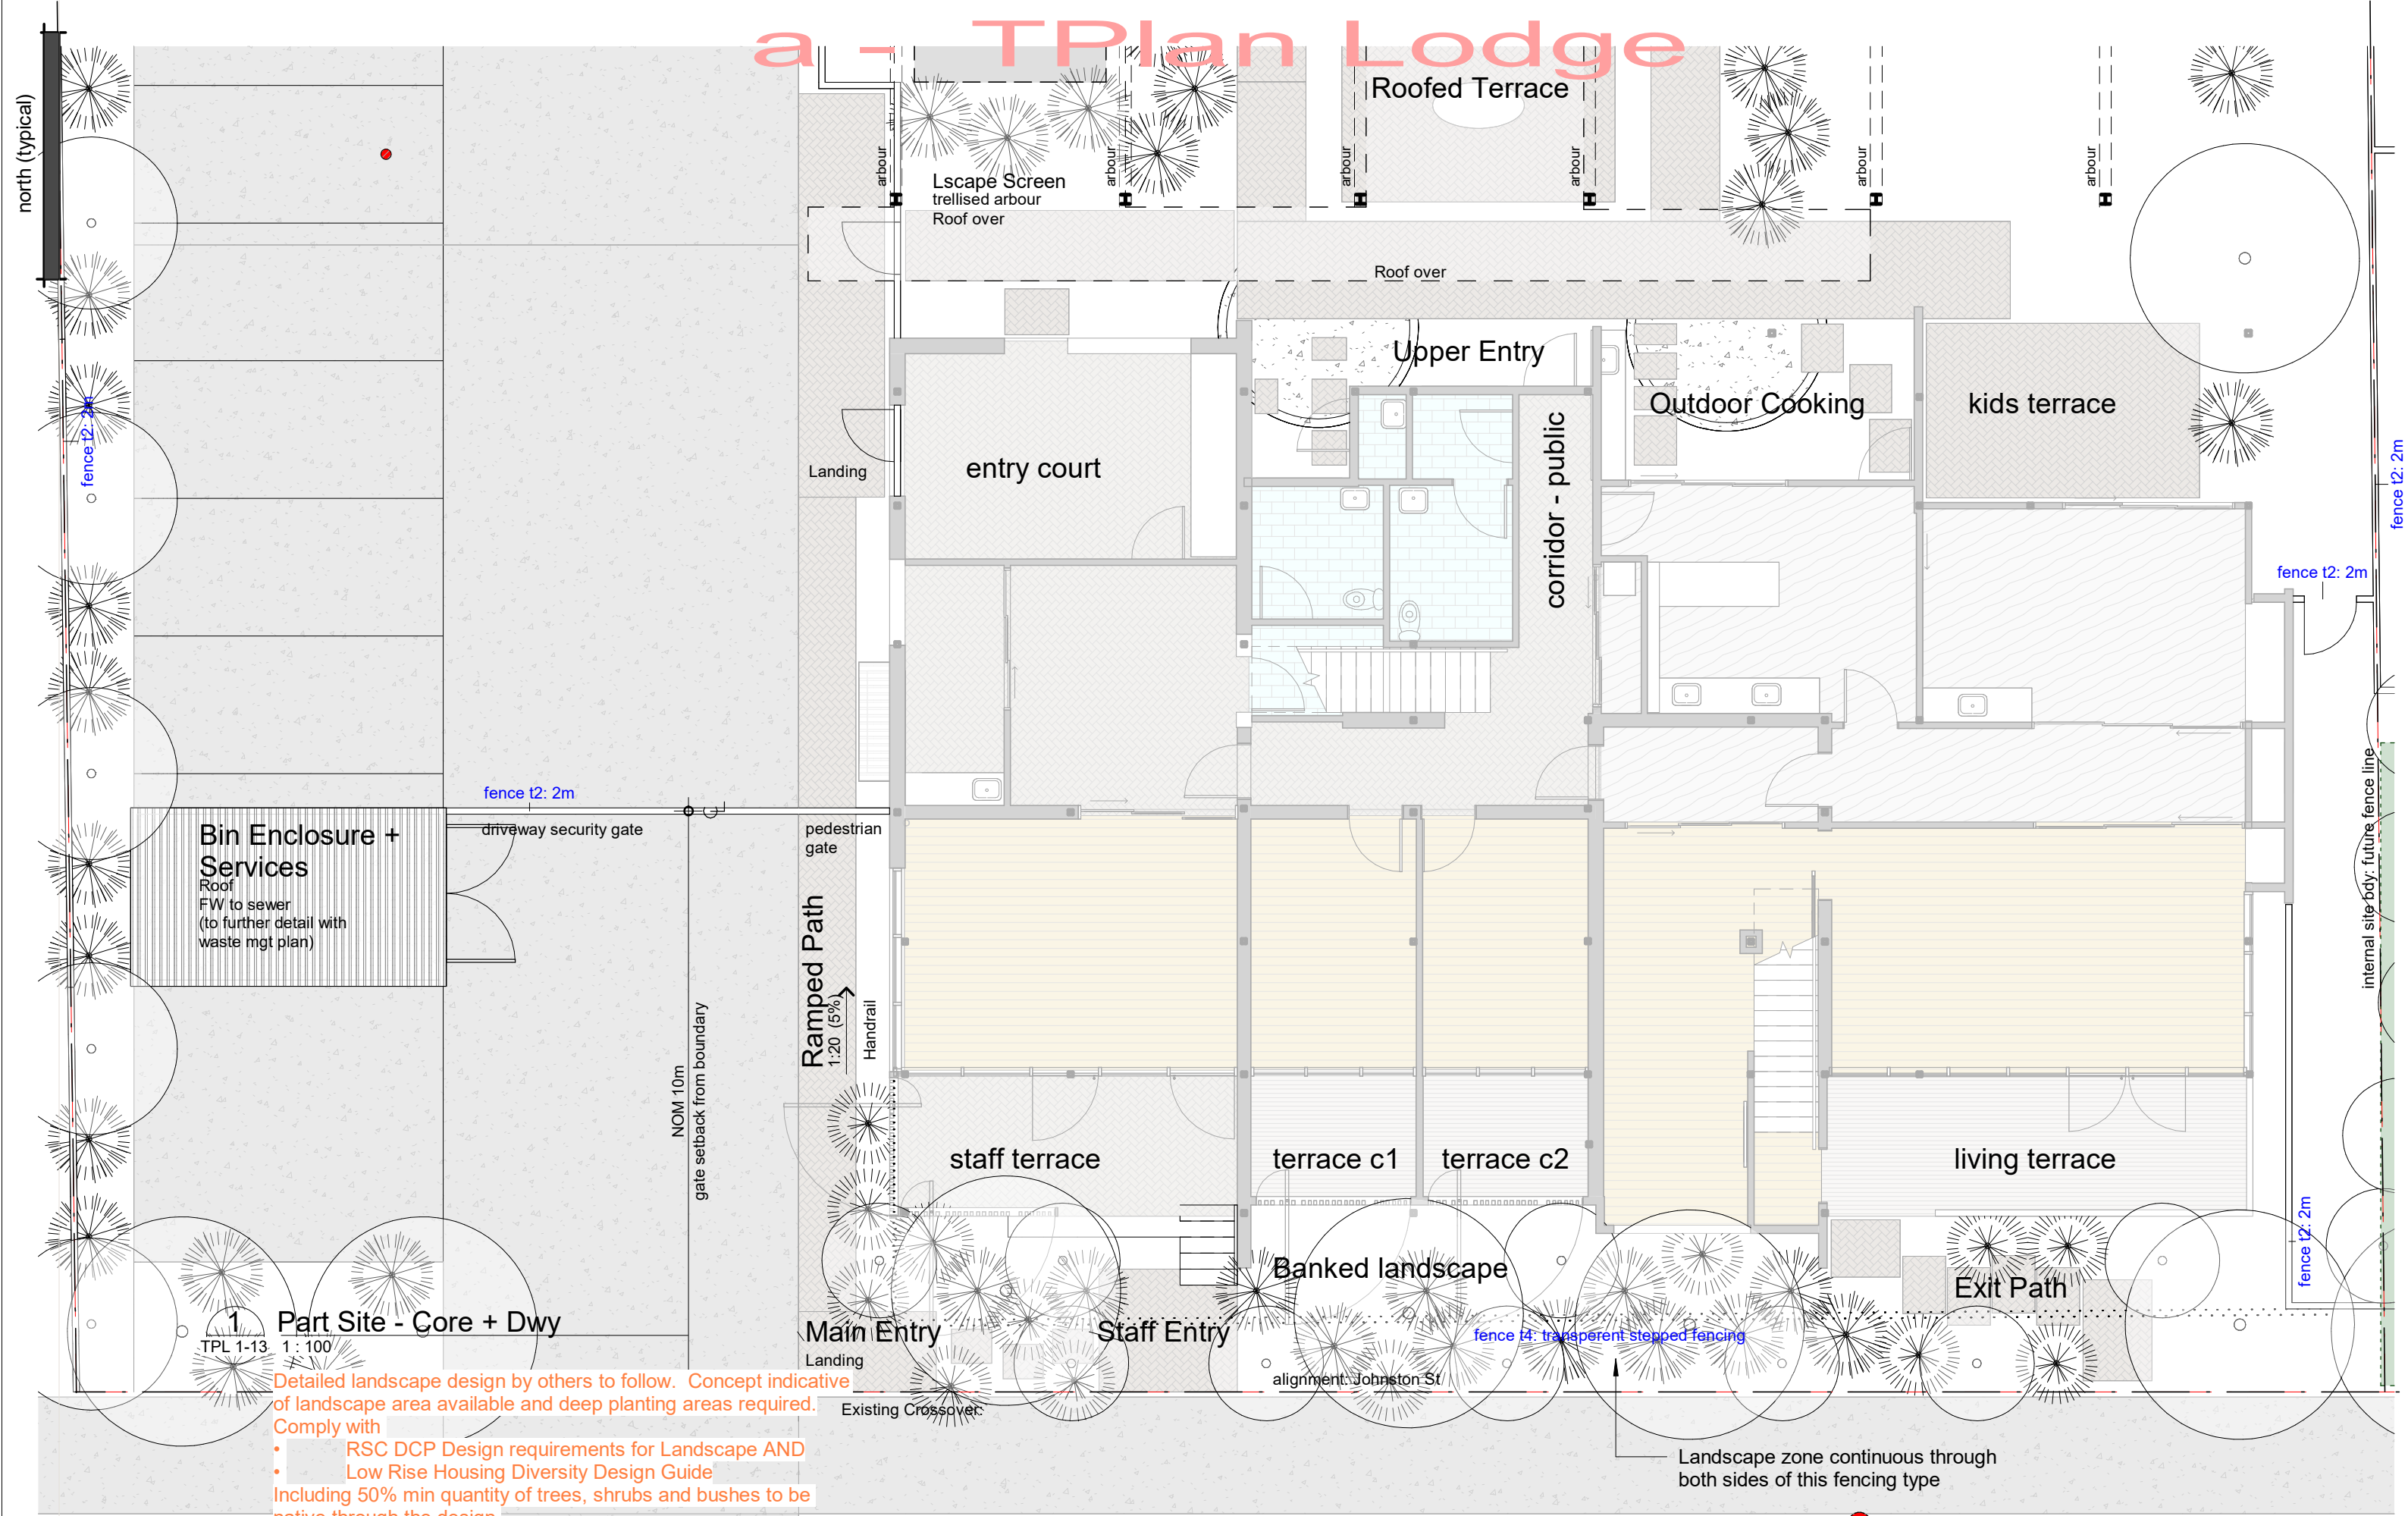 a - TPlan Lodge
north (typical)
Roofed Terrace
arbour
arbour
arbour
arbour
arbour
arbour
Lscape Screen
trellised arbour
Roof over
Roof over
Upper Entry
Outdoor Cooking
kids terrace
fence t2: 2m
fence t2: 2m
Landing
entry court
corridor - public
fence t2: 2m
fence t2: 2m
driveway security gate
pedestrian
gate
Bin Enclosure +
Services
Roof
FW to sewer
(to further detail with
waste mgt plan)
internal site bdy: future fence line
Ramped Path
1:20 (5%)
Handrail
NOM 10m
gate setback from boundary
staff terrace
terrace c1
terrace c2
living terrace
fence t2: 2m
Banked landscape
Exit Path
1
Part Site - Core + Dwy
TPL 1-13
1 : 100
Main Entry
Landing
Staff Entry
fence t4: transperent stepped fencing
alignment: Johnston St
Existing Crossover:
Detailed landscape design by others to follow. Concept indicative
of landscape area available and deep planting areas required.
Comply with
• RSC DCP Design requirements for Landscape AND
• Low Rise Housing Diversity Design Guide
Including 50% min quantity of trees, shrubs and bushes to be
native through the design
Landscape zone continuous through
both sides of this fencing type